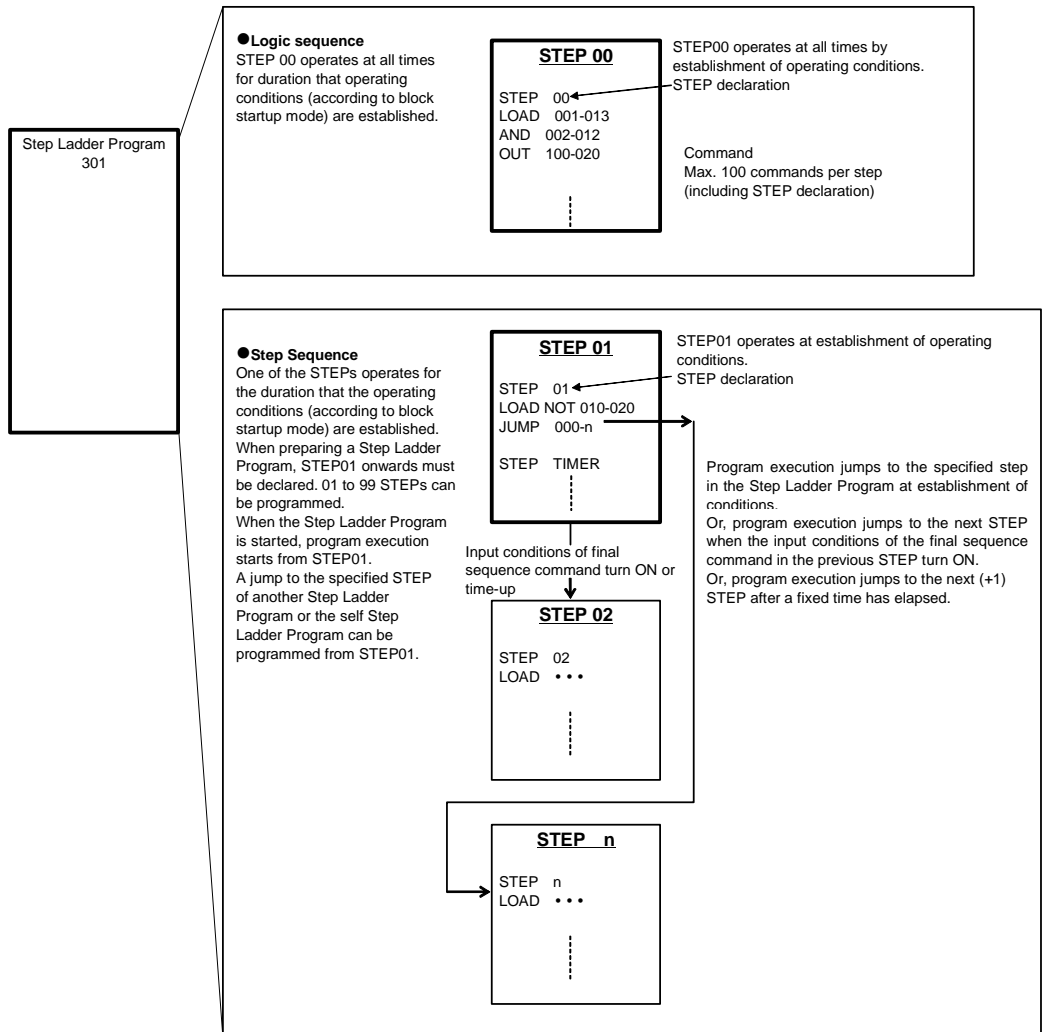 Step Ladder Program
301
●Logic sequence
STEP 00 operates at all times
for duration that operating
conditions (according to block
startup mode) are established.
STEP 00
STEP 00
LOAD 001-013
AND 002-012
OUT 100-020
STEP00 operates at all times by
establishment of operating conditions.
STEP declaration
Command
Max. 100 commands per step
(including STEP declaration)
●Step Sequence
One of the STEPs operates for
the duration that the operating
conditions (according to block
startup mode) are established.
When preparing a Step Ladder
Program, STEP01 onwards must
be declared. 01 to 99 STEPs can
be programmed.
When the Step Ladder Program
is started, program execution
starts from STEP01.
A jump to the specified STEP
of another Step Ladder
Program or the self Step
Ladder Program can be
programmed from STEP01.
STEP 01
STEP 01
LOAD NOT 010-020
JUMP 000-n
STEP TIMER
STEP01 operates at establishment of operating
conditions.
STEP declaration
Program execution jumps to the specified step
in the Step Ladder Program at establishment of
conditions.
Or, program execution jumps to the next STEP
when the input conditions of the final sequence
command in the previous STEP turn ON.
Or, program execution jumps to the next (+1)
STEP after a fixed time has elapsed.
Input conditions of final
sequence command turn ON or
time-up
STEP 02
STEP 02
LOAD •••
STEP n
STEP n
LOAD •••